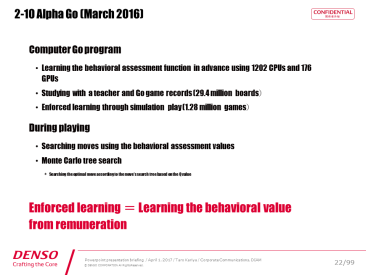 2-10 Alpha Go (March 2016)
CONFIDENTIAL
Computer Go program
• Learning the behavioral assessment function in advance using 1202 CPUs and 176
GPUs
• Studying with a teacher and Go game records (29.4 million boards)
• Enforced learning through simulation play (1.28 million games)
During playing
• Searching moves using the behavioral assessment values
• Monte Carlo tree search
• Searching the optimal move according to the move's search tree based on the Q value
Enforced learning = Learning the behavioral value
from remuneration
DENSO
Crafting the Core
22/99